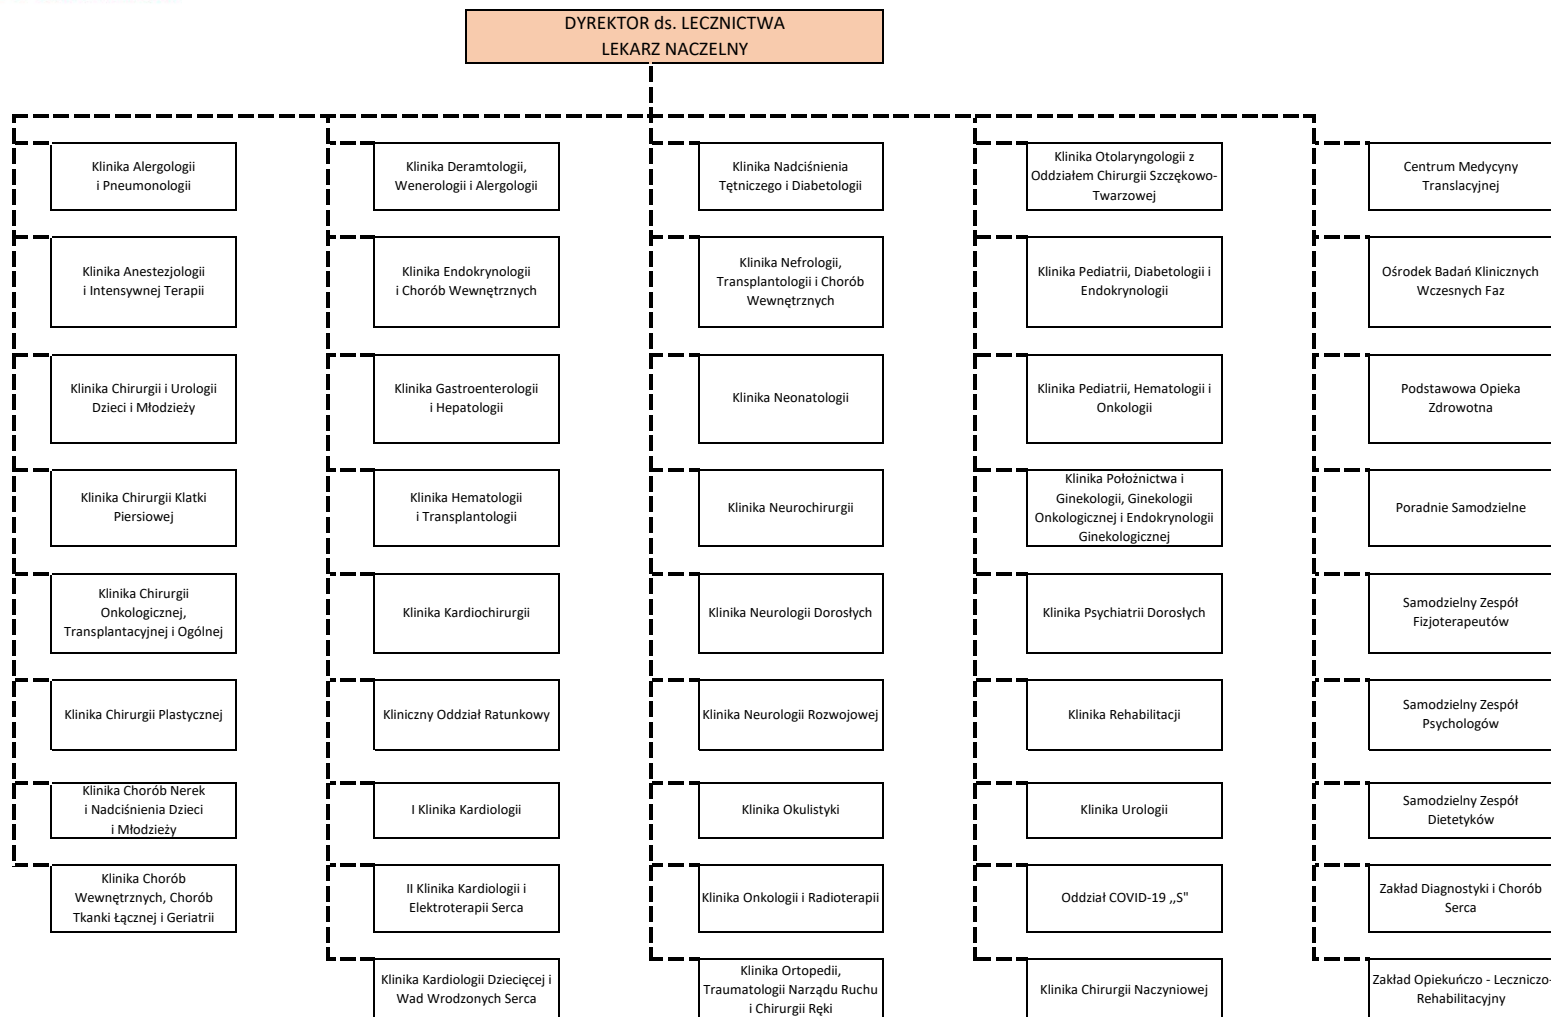 DYREKTOR ds. LECZNICTWA
LEKARZ NACZELNY
Klinika Alergologii
i Pneumonologii
Klinika Anestezjologii
i Intensywnej Terapii
Klinika Chirurgii i Urologii
Dzieci i Młodzieży
Klinika Chirurgii Klatki
Piersiowej
Klinika Chirurgii
Onkologicznej,
Transplantacyjnej i Ogólnej
Klinika Chirurgii Plastycznej
Klinika Chorób Nerek
i Nadciśnienia Dzieci
i Młodzieży
Klinika Chorób
Wewnętrznych, Chorób
Tkanki Łącznej i Geriatrii
Klinika Deramtologii,
Wenerologii i Alergologii
Klinika Endokrynologii
i Chorób Wewnętrznych
Klinika Gastroenterologii
i Hepatologii
Klinika Hematologii
i Transplantologii
Klinika Kardiochirurgii
Kliniczny Oddział Ratunkowy
I Klinika Kardiologii
II Klinika Kardiologii i
Elektroterapii Serca
Klinika Kardiologii Dziecięcej i
Wad Wrodzonych Serca
Klinika Nadciśnienia
Tętniczego i Diabetologii
Klinika Nefrologii,
Transplantologii i Chorób
Wewnętrznych
Klinika Neonatologii
Klinika Neurochirurgii
Klinika Neurologii Dorosłych
Klinika Neurologii Rozwojowej
Klinika Okulistyki
Klinika Onkologii i Radioterapii
Klinika Ortopedii,
Traumatologii Narządu Ruchu
i Chirurgii Ręki
Klinika Otolaryngologii z
Oddziałem Chirurgii Szczękowo-
Twarzowej
Klinika Pediatrii, Diabetologii i
Endokrynologii
Klinika Pediatrii, Hematologii i
Onkologii
Klinika Położnictwa i
Ginekologii, Ginekologii
Onkologicznej i Endokrynologii
Ginekologicznej
Klinika Psychiatrii Dorosłych
Klinika Rehabilitacji
Klinika Urologii
Oddział COVID-19 ,,S"
Klinika Chirurgii Naczyniowej
Centrum Medycyny
Translacyjnej
Ośrodek Badań Klinicznych
Wczesnych Faz
Podstawowa Opieka
Zdrowotna
Poradnie Samodzielne
Samodzielny Zespół
Fizjoterapeutów
Samodzielny Zespół
Psychologów
Samodzielny Zespół
Dietetyków
Zakład Diagnostyki i Chorób
Serca
Zakład Opiekuńczo - Leczniczo-
Rehabilitacyjny